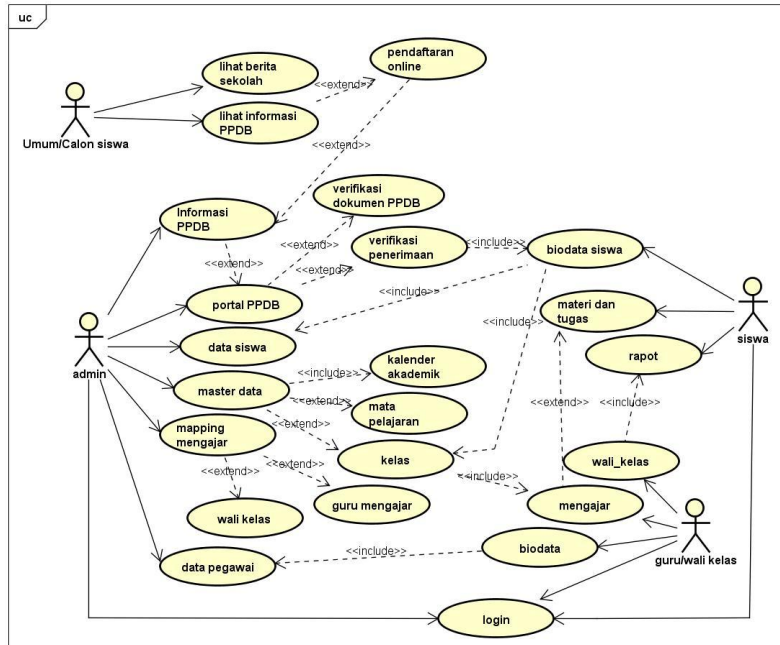 uc
lihat berita
sekolah
pendaftaran
online
<<extend>>
lihat informasi
PPDB
Umum/Calon siswa
<<extend>>
verifikasi
dokumen PPDB
Informasi
PPDB
verifikasi
penerimaan
<<include>>
biodata siswa
<<extend>>
<<extend>>
<<extend>>
portal PPDB
<<include>>
materi dan
tugas
siswa
<<include>>
data siswa
admin
rapot
kalender
akademik
<<include>>
master data
<<extend>>
mata
pelajaran
<<extend>>
<<include>>
<<extend>>
mapping
mengajar
kelas
wali_kelas
<<extend>>
<<extend>>
<<include>>
wali kelas
guru mengajar
mengajar
guru/wali kelas
<<include>>
biodata
data pegawai
login